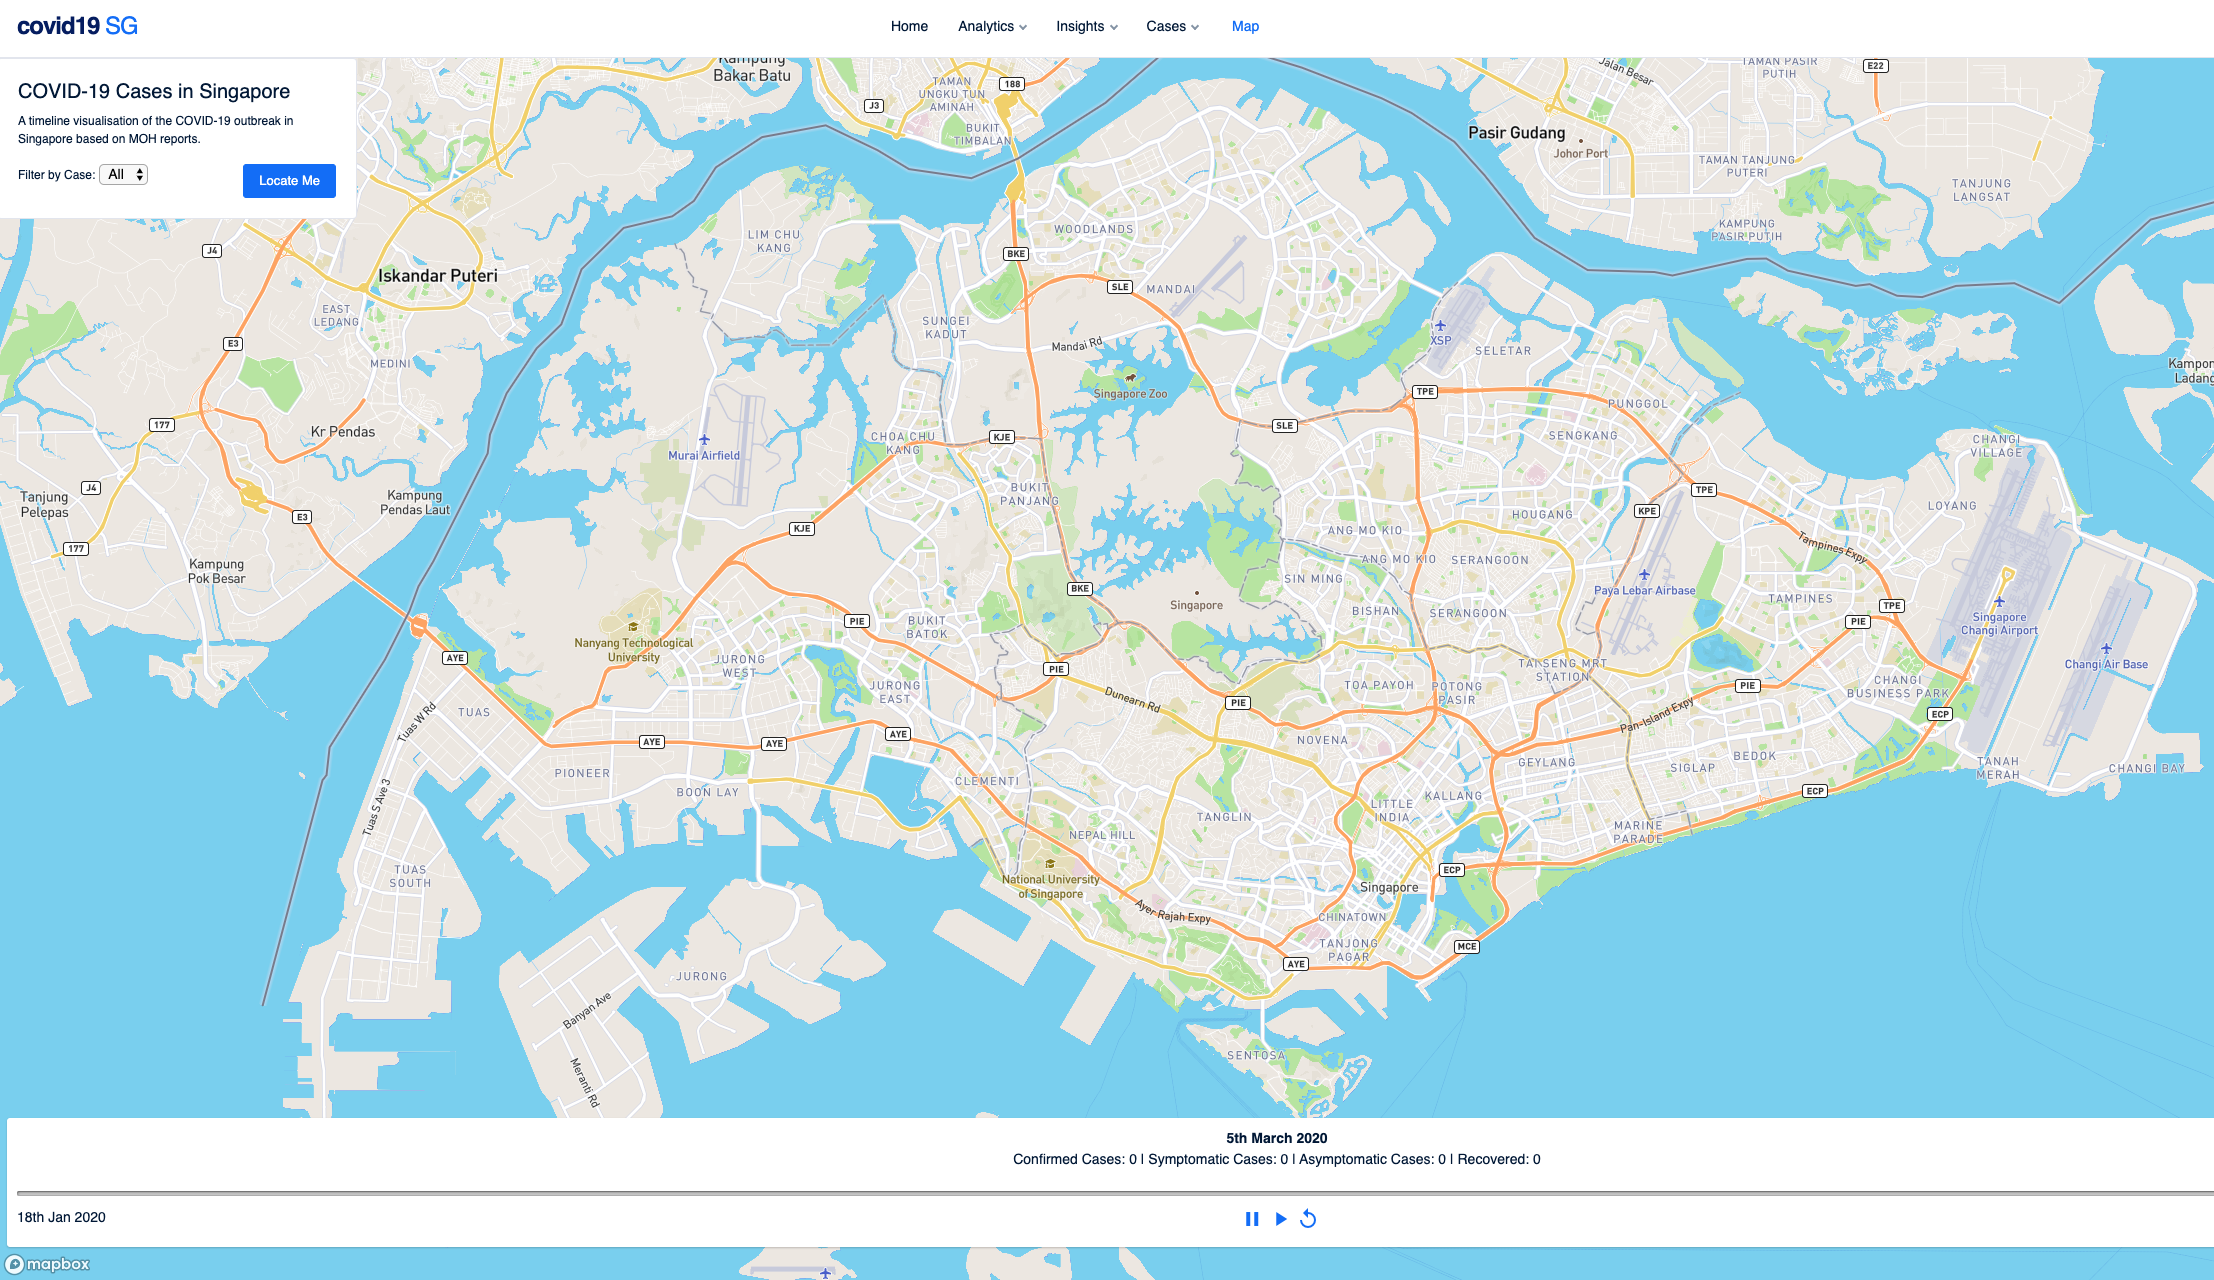 covid19 SG
Home
Analytics
Insights
Cases
Map
COVID-19 Cases in Singapore
A timeline visualisation of the COVID-19 outbreak in
Singapore based on MOH reports.
Filter by Case: All
Locate Me
Kampung
Bakar Batu
TAMAN
UNGKU TUN
AMINAH
188
J3
BUKIT
TIMBALAN
Jalan Besar
TAMAN PASIR
PUTIH
E22
Pasir Gudang
Johor Port
TAMAN TANJUNG
PUTERI
TANJUNG
LANGSAT
KAMPUNG
PASIR PUTIH
J4
Iskandar Puteri
LIM CHU
KANG
WOODLANDS
BKE
SLE
MANDAI
EAST
LEDANG
SUNGEI
KADUT
Mandai Rd
XSP
SELETAR
E3
MEDINI
Singapore Zoo
TPE
PUNGGOL
Kampon
Ladang
177
Kr Pendas
CHOA CHU
KANG
KJE
SLE
SENGKANG
CHANGI
VILLAGE
Murai Airfield
J4
Tanjung
Pelepas
Kampung
Pendas Laut
BUKIT
PANJANG
TPE
E3
KJE
KPE
HOUGANG
LOYANG
177
ANG MO KIO
ANG MO KIO
SERANGOON
Tampines Expy
Kampung
Pok Besar
BKE
SIN MING
Paya Lebar Airbase
Singapore
BISHAN
SERANGOON
TAMPINES
TPE
PIE
Singapore
Changi Airport
PIE
BUKIT
BATOK
Nanyang Technological
University
AYE
JURONG
WEST
PIE
TAI SENG MRT
STATION
Changi Air Base
JURONG
EAST
Dunearn Rd
PIE
TOA PAYOH
POTONG
PASIR
PIE
CHANGI
BUSINESS PARK
Tuas W Rd
TUAS
Pan-Island Expy
ECP
AYE
AYE
AYE
NOVENA
PIONEER
CLEMENTI
GEYLANG
SIGLAP
BEDOK
TANAH
MERAH
CHANGI BAY
BOON LAY
Tuas S Ave 3
LITTLE
INDIA
KALLANG
ECP
TANGLIN
NEPAL HILL
MARINE
PARADE
TUAS
SOUTH
National University
of Singapore
Singapore
ECP
Ayer Rajah Expy
CHINATOWN
TANJONG
PAGAR
MCE
AYE
JURONG
Banyan Ave
Meranti Rd
SENTOSA
5th March 2020
Confirmed Cases: 0 | Symptomatic Cases: 0 | Asymptomatic Cases: 0 | Recovered: 0
18th Jan 2020
mapbox